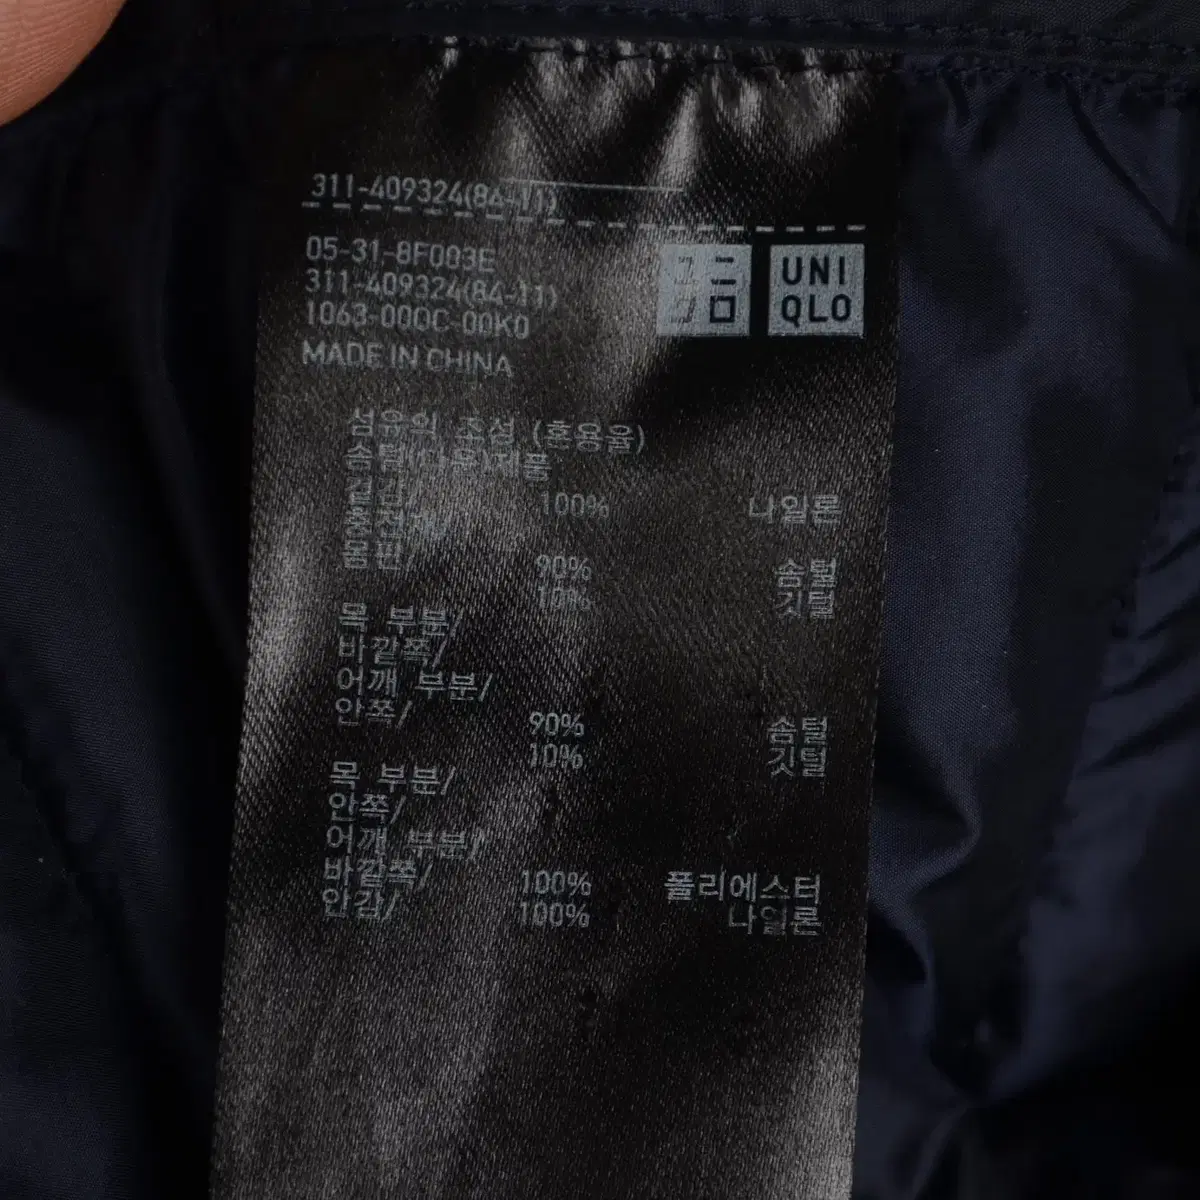 311-409324(84-11)
05-31-8F003E
311-409324(84-11)
1063-000C-00K0
MADE IN CHINA
ユニ
クロ
UNI
QLO
섬유의 조성 (혼용율)
솜털(다운)제품
겉감/ 100% 나일론
충전재/
몸판/ 90% 솜털
10% 깃털
목 부분/
바깥쪽/
어깨 부분/
안쪽/ 90% 솜털
10% 깃털
목 부분/
안쪽/
어깨 부분/
바깥쪽/ 100% 폴리에스터
안감/ 100% 나일론